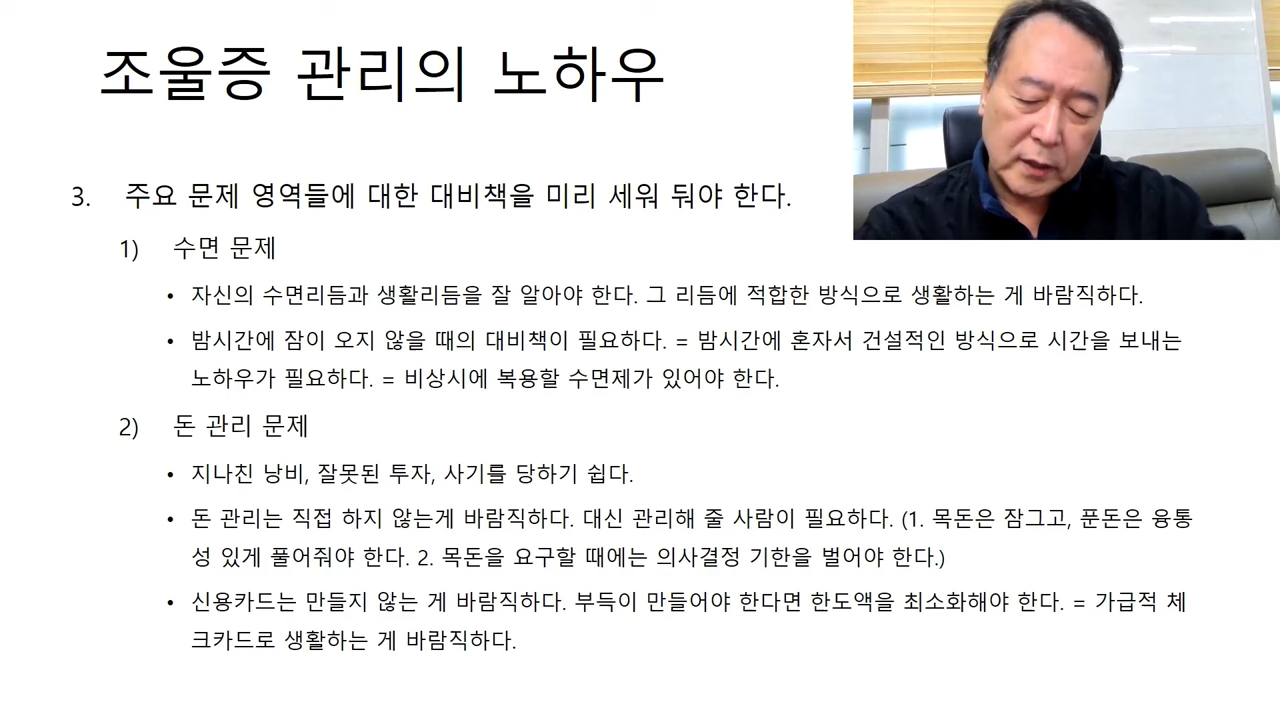 조울증 관리의 노하우
3. 주요 문제 영역들에 대한 대비책을 미리 세워 둬야 한다.
1) 수면 문제
• 자신의 수면리듬과 생활리듬을 잘 알아야 한다. 그 리듬에 적합한 방식으로 생활하는 게 바람직하다.
• 밤시간에 잠이 오지 않을 때의 대비책이 필요하다. = 밤시간에 혼자서 건설적인 방식으로 시간을 보내는
노하우가 필요하다. = 비상시에 복용할 수면제가 있어야 한다.
2) 돈 관리 문제
• 지나친 낭비, 잘못된 투자, 사기를 당하기 쉽다.
• 돈 관리는 직접 하지 않는게 바람직하다. 대신 관리해 줄 사람이 필요하다. (1. 목돈은 잠그고, 푼돈은 융통
성 있게 풀어줘야 한다. 2. 목돈을 요구할 때에는 의사결정 기한을 벌어야 한다.)
• 신용카드는 만들지 않는 게 바람직하다. 부득이 만들어야 한다면 한도액을 최소화해야 한다. = 가급적 체
크카드로 생활하는 게 바람직하다.